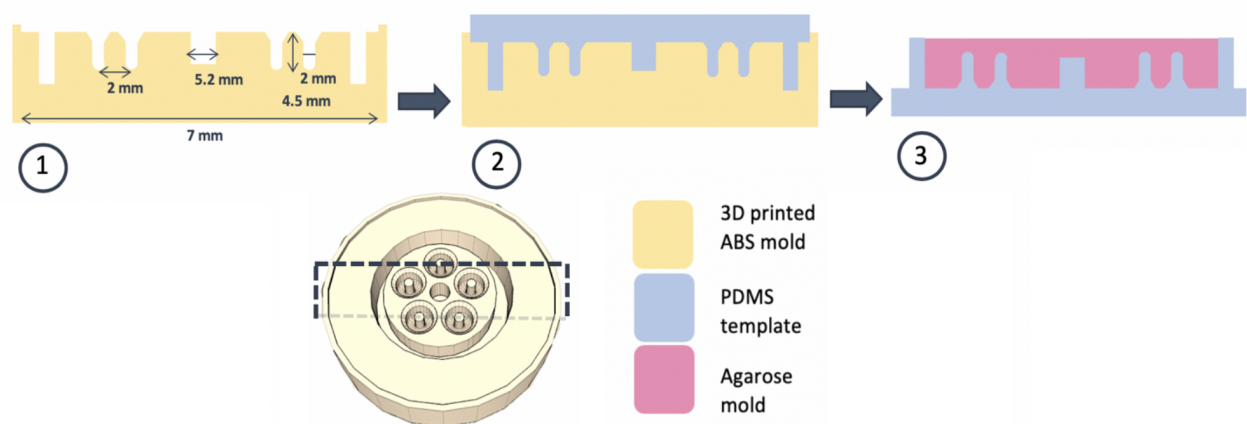 2 mm
5.2 mm
2 mm
4.5 mm
7 mm
1
2
3
3D printed
ABS mold
PDMS
template
Agarose
mold